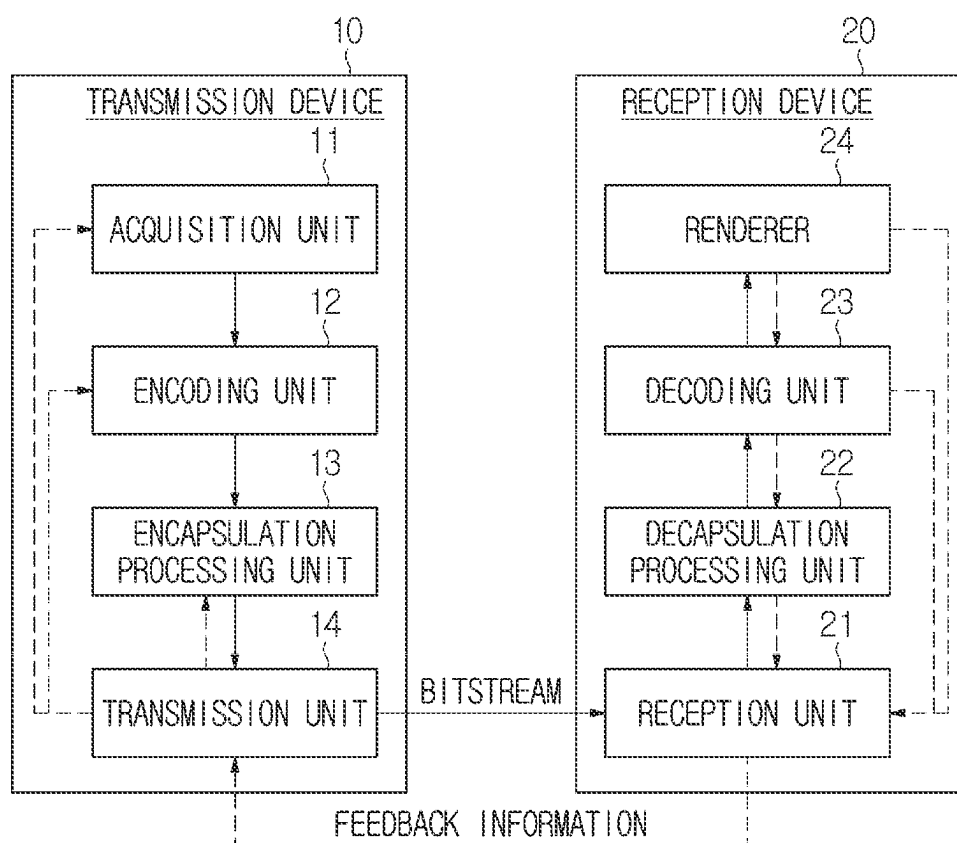 10
TRANSMISSION DEVICE
11
ACQUISITION UNIT
12
ENCODING UNIT
13
ENCAPSULATION
PROCESSING UNIT
14
TRANSMISSION UNIT
BITSTREAM
20
RECEPTION DEVICE
24
RENDERER
23
DECODING UNIT
22
DECAPSULATION
PROCESSING UNIT
21
RECEPTION UNIT
FEEDBACK INFORMATION